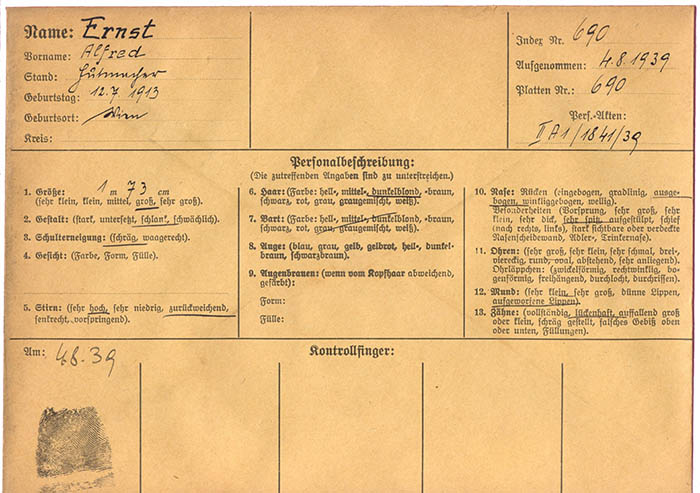 Name: Ernst
Vorname: Alfred
Stand: Hutmacher
Geburtstag: 12.7.1913
Geburtsort: Wien
Kreis:
Index Nr. 690
Aufgenommen: 4.8.1939
Platten Nr.: 690
Pers.-Akten:
II A1/1841/39
Personalbeschreibung:
(Die zutreffenden Angaben sind zu unterstreichen.)
1. Größe: 1 m 73 cm
(sehr klein, klein, mittel, groß, sehr groß).
2. Gestalt: (stark, untersetzt, schlank, schwächlich).
3. Schulterneigung: (schräg, waagerecht).
4. Gesicht: (Farbe, Form, Fülle).
5. Stirn: (sehr hoch, sehr niedrig, zurückweichend,
senkrecht, vorspringend).
6. Haar: (Farbe: hell-, mittel-, dunkelblond, -braun,
schwarz, rot, grau, graugemischt, weiß).
7. Bart: (Farbe: hell-, mittel-, dunkelblond, -braun,
schwarz, rot, grau, graugemischt, weiß).
8. Auge: (blau, grau, gelb, gelbrot, hell-, dunkel-
braun, schwarzbraun).
9. Augenbrauen: (wenn vom Kopfhaar abweichend,
gefärbt):
Form:
Fülle:
10. Nase: Rücken (eingebogen, gradlinig, ausge-
bogen, winkliggebogen, wellig).
Besonderheiten (Vorsprung, sehr groß, sehr
klein, sehr dick, sehr spitz, aufgestülpt, schief
(nach rechts, links), stark sichtbare oder verdeckte
Nasenscheidewand, Adler-, Trinkernase).
11. Ohren: (sehr groß, sehr klein, sehr schmal, drei-,
viereckig, rund, oval, abstehend, sehr anliegend).
Ohrläppchen: (zwickelförmig, rechtwinklig, bo-
genförmig, freihängend, durchlocht, durchrissen).
12. Mund: (sehr klein, sehr groß, dünne Lippen,
aufgeworfene Lippen).
13. Zähne: (vollständig, lückenhaft, auffallend groß
oder klein, schräg gestellt, falsches Gebiß oben
oder unten, Füllungen).
Am: 4.8.39
Kontrollfinger: